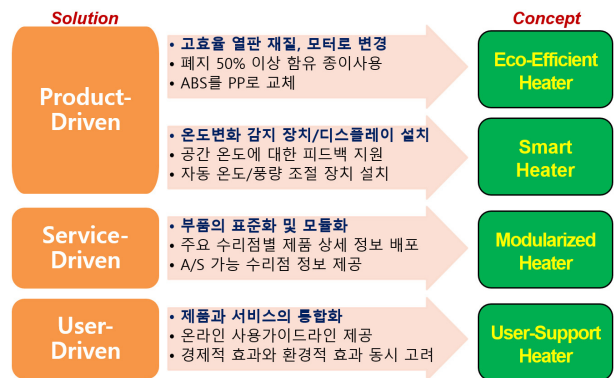 Solution
Concept
Product-
Driven
• 고효율 열판 재질, 모터로 변경
• 폐지 50% 이상 함유 종이사용
• ABS를 PP로 교체
Eco-Efficient
Heater
• 온도변화 감지 장치/디스플레이 설치
• 공간 온도에 대한 피드백 지원
• 자동 온도/풍량 조절 장치 설치
Smart
Heater
Service-
Driven
• 부품의 표준화 및 모듈화
• 주요 수리점별 제품 상세 정보 배포
• A/S 가능 수리점 정보 제공
Modularized
Heater
User-
Driven
• 제품과 서비스의 통합화
• 온라인 사용가이드라인 제공
• 경제적 효과와 환경적 효과 동시 고려
User-Support
Heater